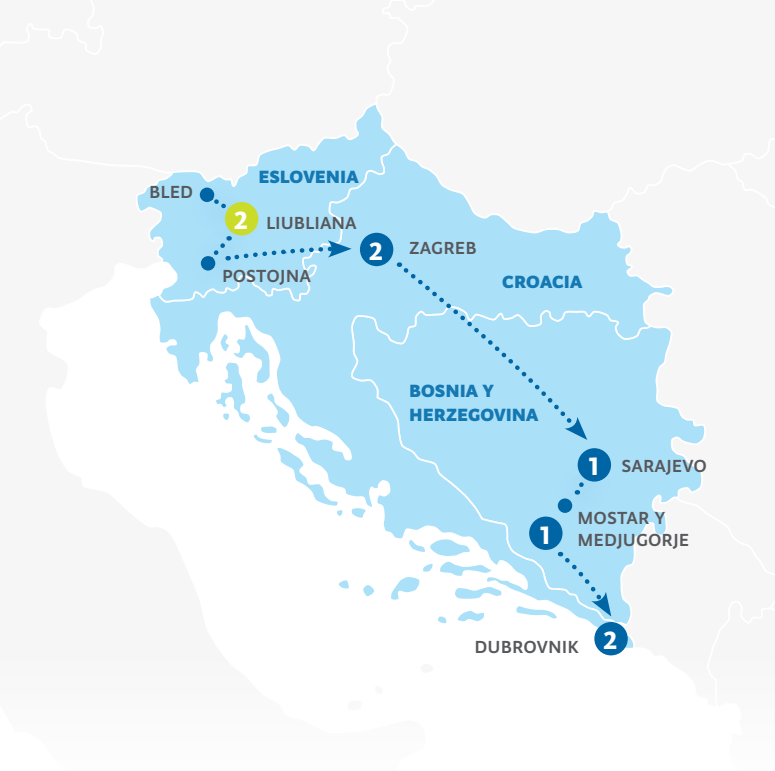 ESLOVENIA
BLED
2
LIUBLIANA
2
ZAGREB
POSTOJNA
CROACIA
BOSNIA Y
HERZEGOVINA
1
SARAJEVO
MOSTAR Y
1
MEDJUGORJE
DUBROVNIK
2